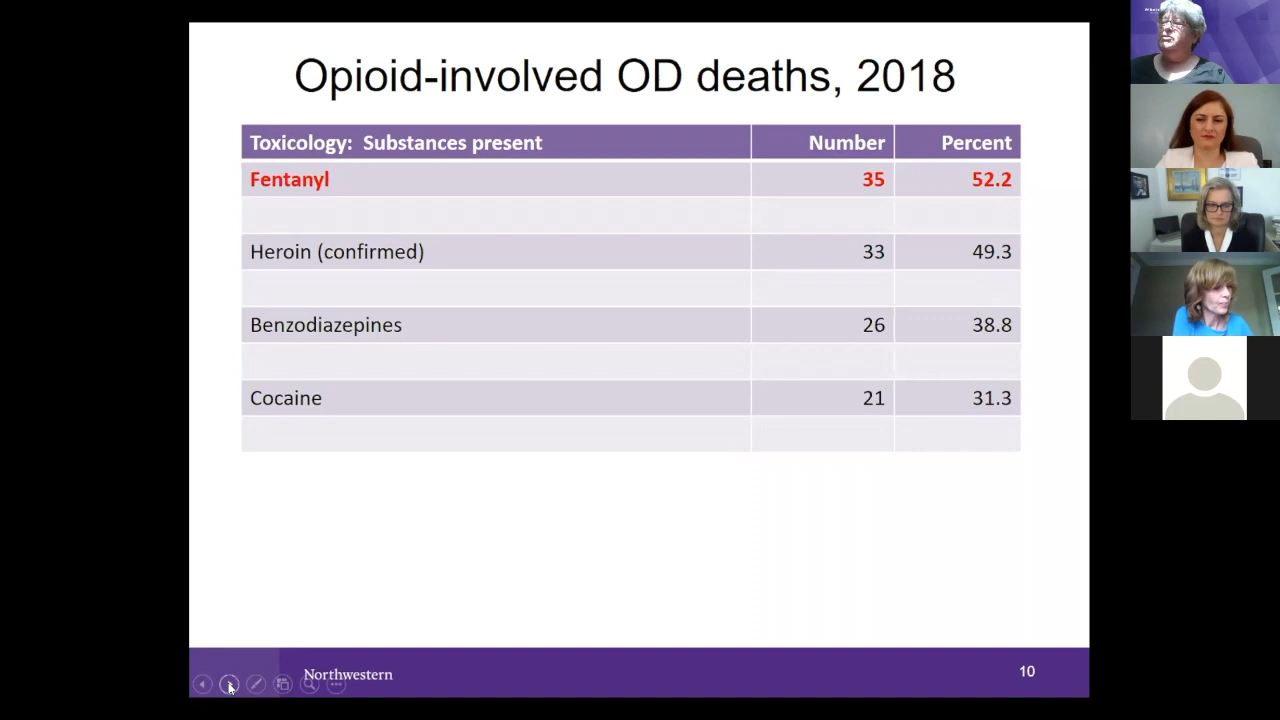 Opioid-involved OD deaths, 2018
Toxicology: Substances present Number Percent
Fentanyl 35 52.2
Heroin (confirmed) 33 49.3
Benzodiazepines 26 38.8
Cocaine 21 31.3
Northwestern 10